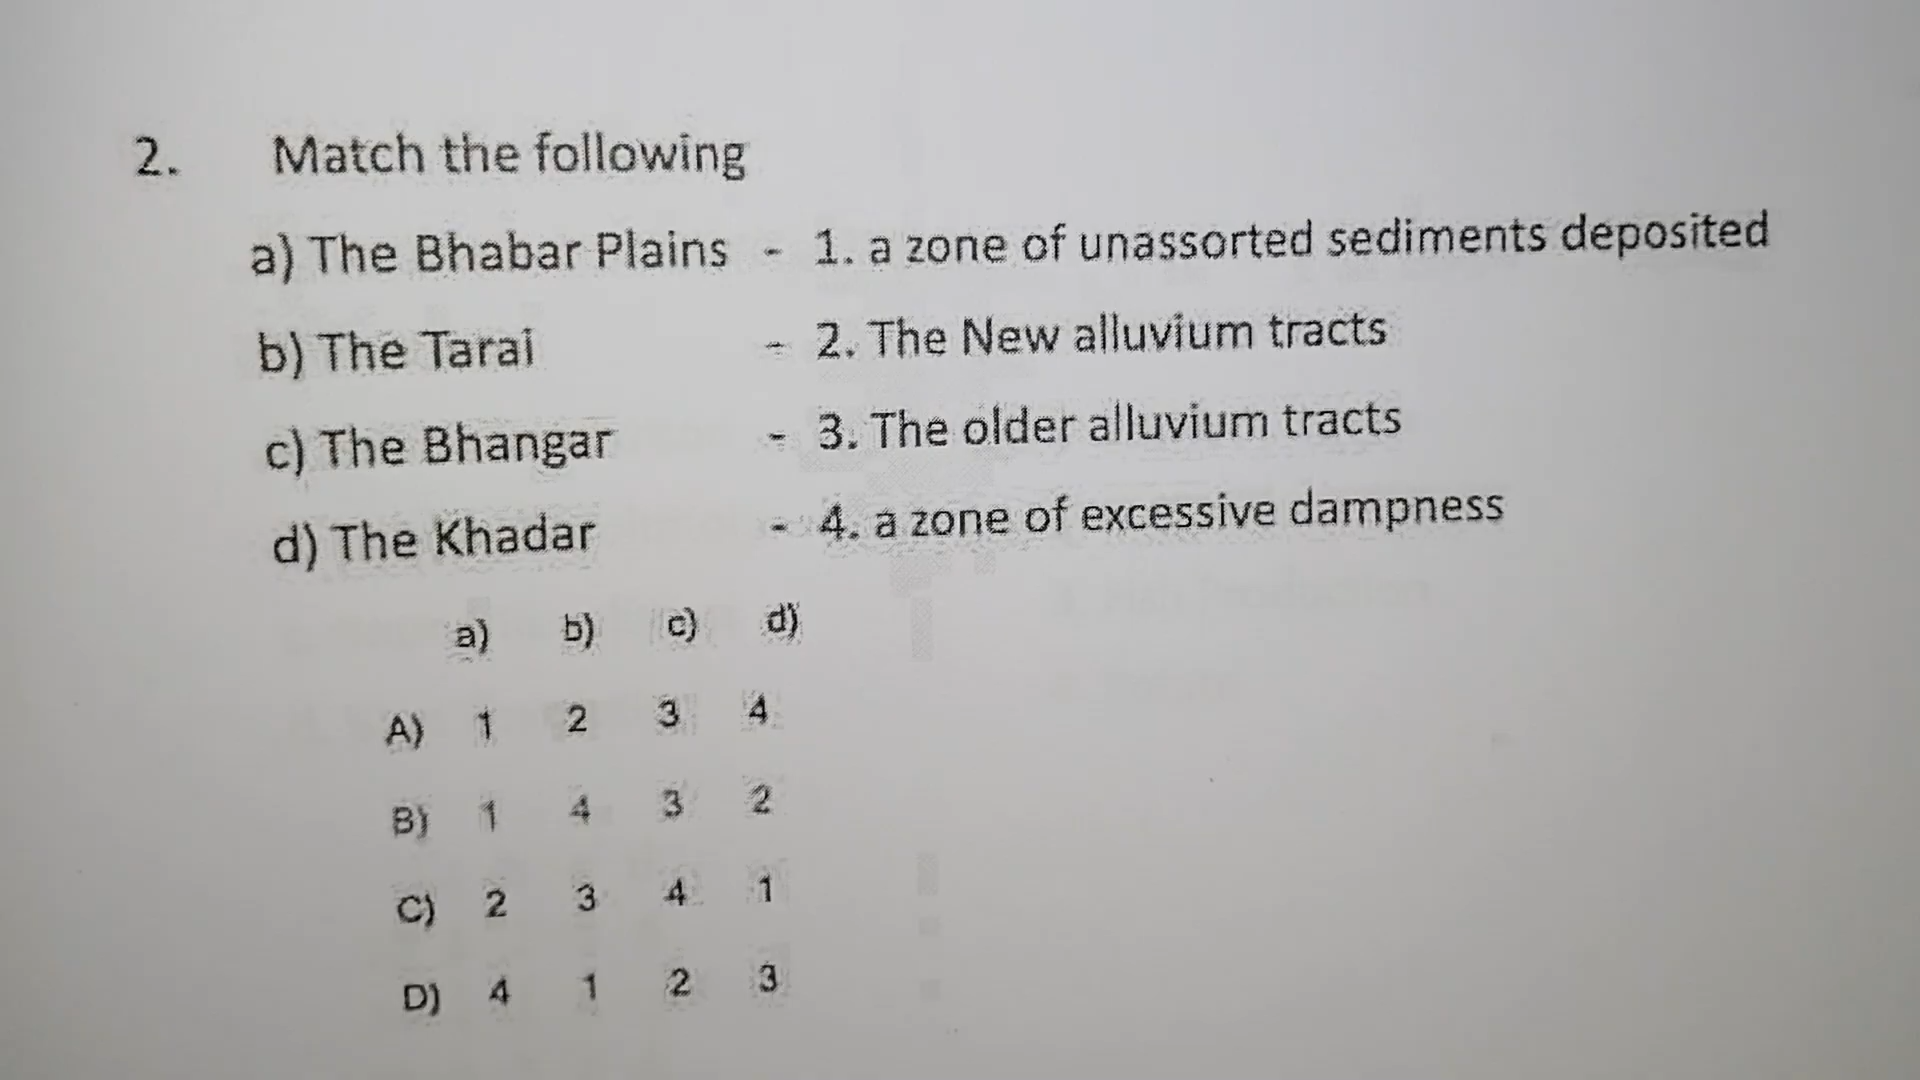 2. Match the following
a) The Bhabar Plains - 1. a zone of unassorted sediments deposited
b) The Tarai - 2. The New alluvium tracts
c) The Bhangar - 3. The older alluvium tracts
d) The Khadar - 4. a zone of excessive dampness
a) b) c) d)
A) 1 2 3 4
B) 1 4 3 2
C) 2 3 4 1
D) 4 1 2 3